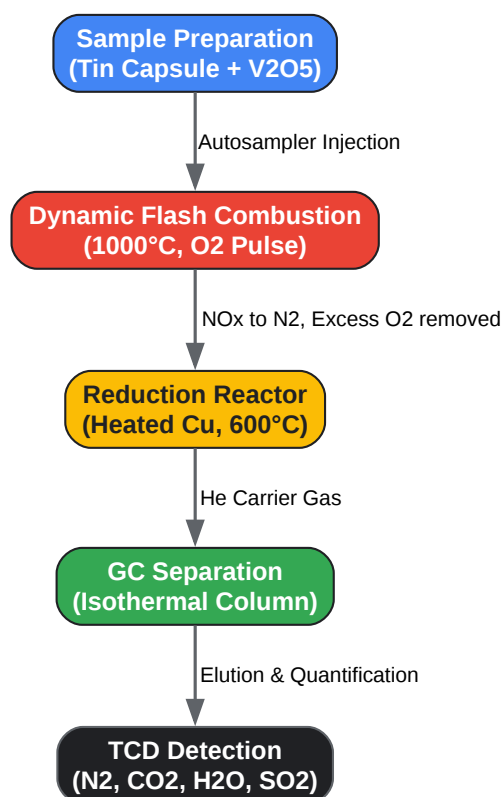 Sample Preparation
(Tin Capsule + V2O5)
Autosampler Injection
Dynamic Flash Combustion
(1000°C, O2 Pulse)
NOx to N2, Excess O2 removed
Reduction Reactor
(Heated Cu, 600°C)
He Carrier Gas
GC Separation
(Isothermal Column)
Elution & Quantification
TCD Detection
(N2, CO2, H2O, SO2)